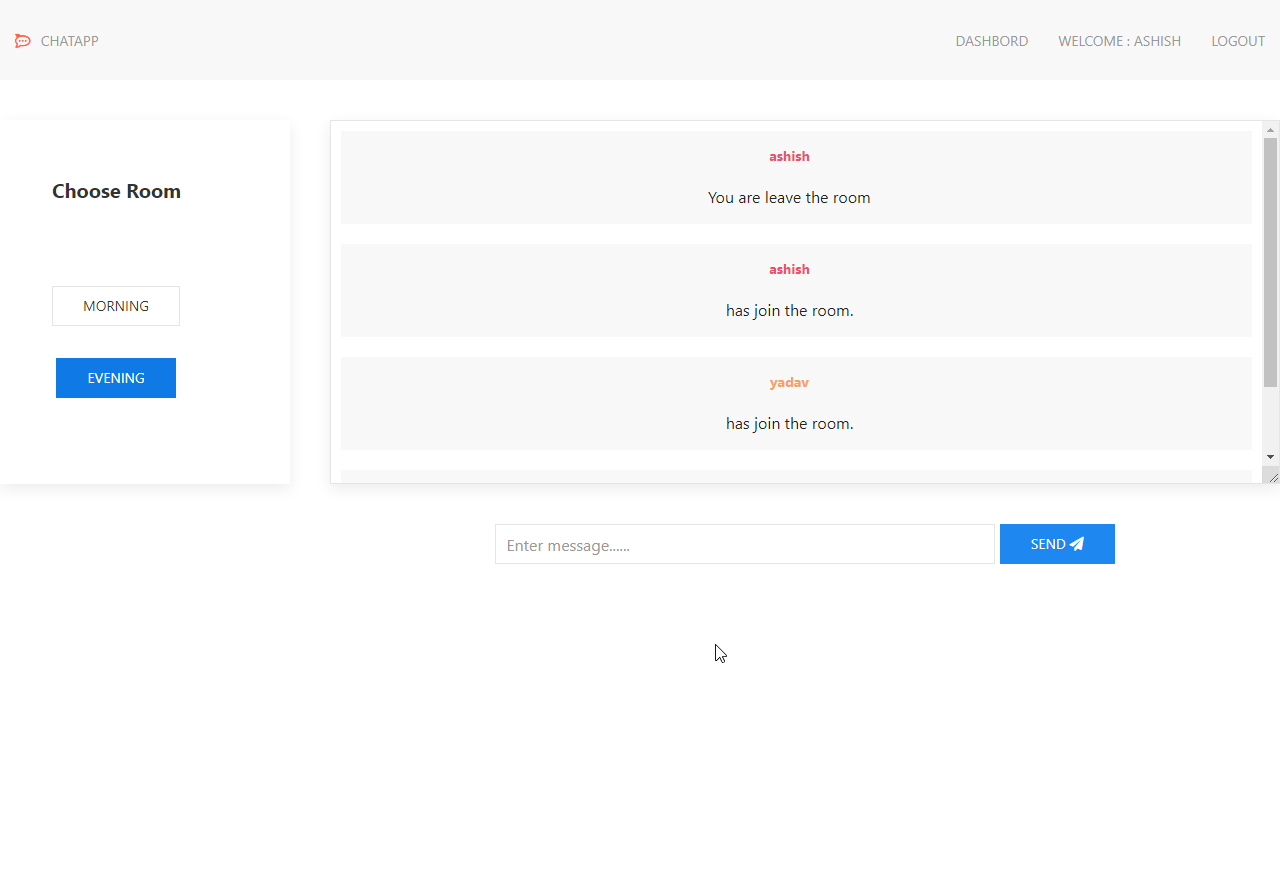 CHATAPP
DASHBORD
WELCOME : ASHISH
LOGOUT
Choose Room
MORNING
EVENING
ashish
You are leave the room
ashish
has join the room.
yadav
has join the room.
Enter message......
SEND